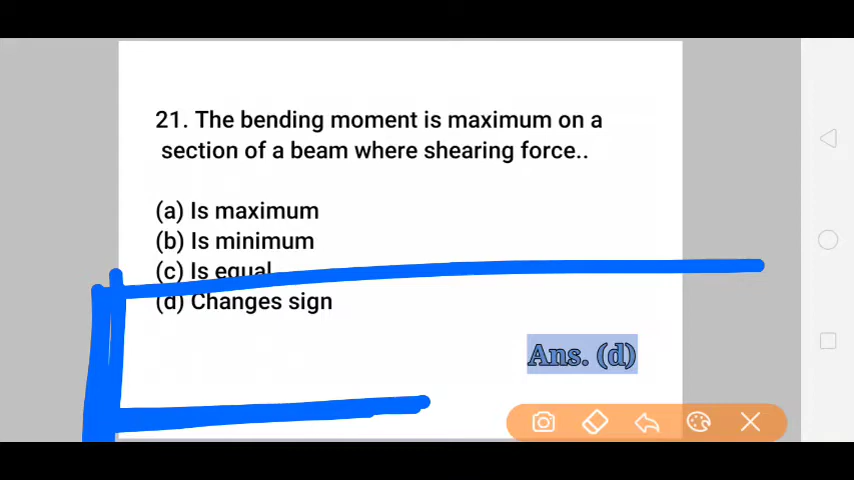 21. The bending moment is maximum on a
section of a beam where shearing force..
(a) Is maximum
(b) Is minimum
(c) Is equal
(d) Changes sign
Ans. (d)